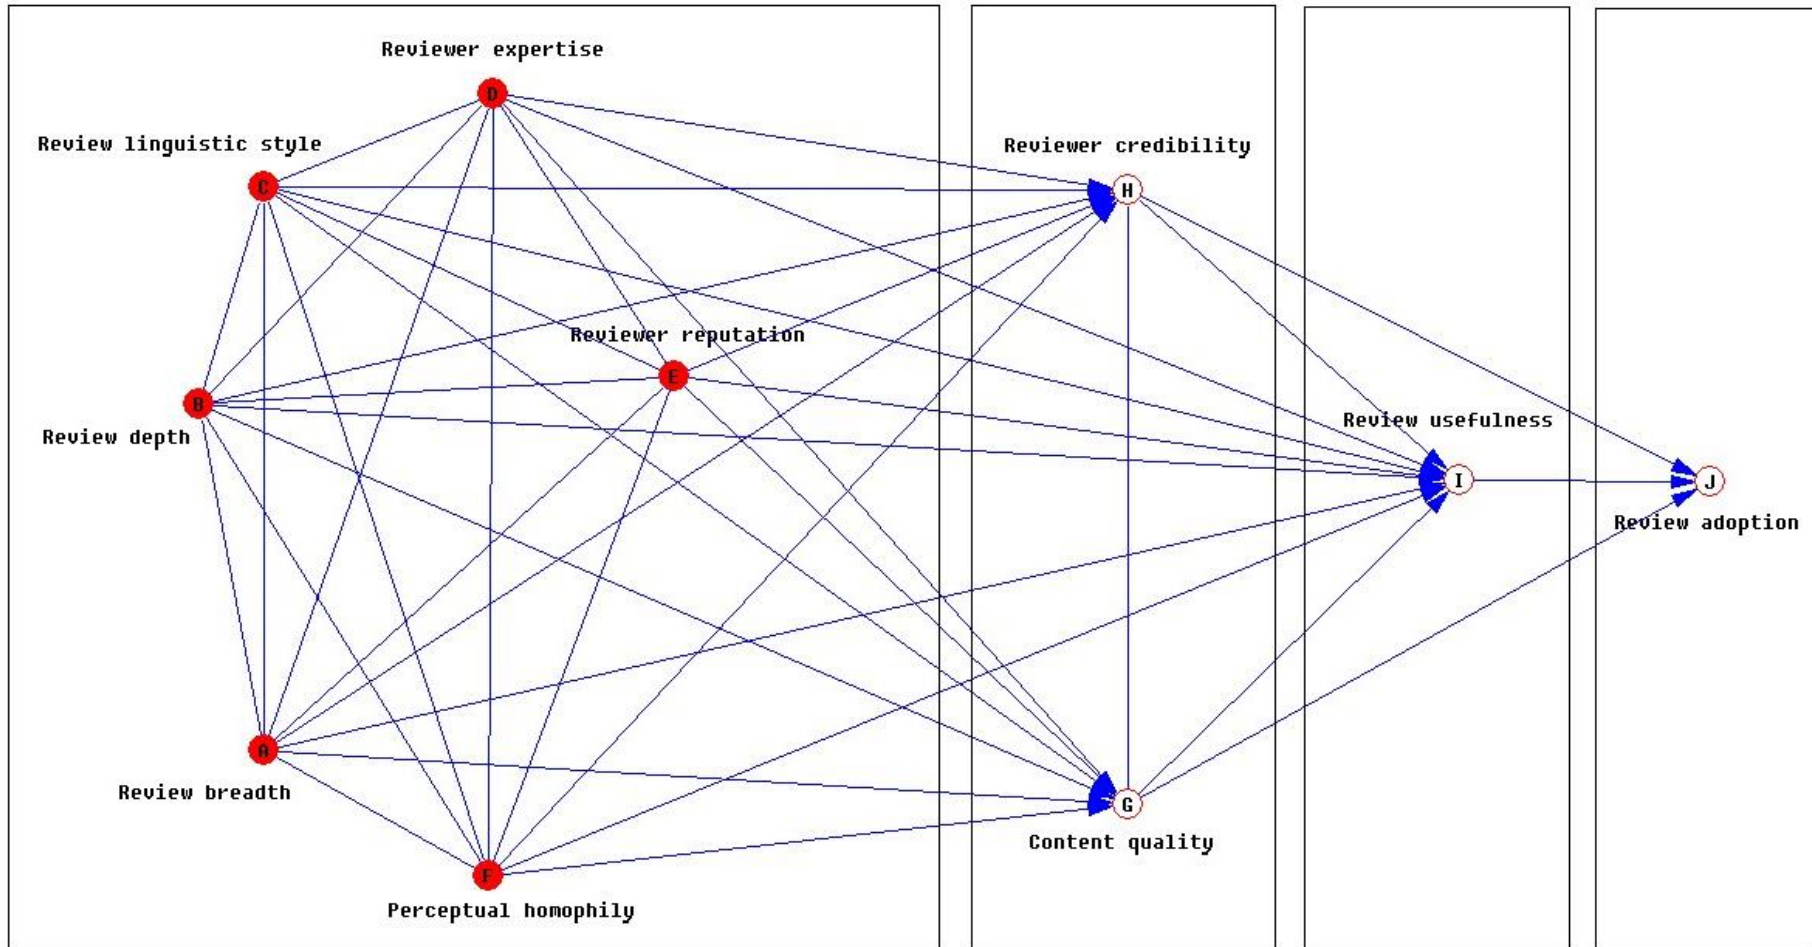 Reviewer expertise
D
Review linguistic style
C
Reviewer credibility
H
Reviewer reputation
E
B
Review depth
Review usefulness
I
J
Review adoption
A
Review breadth
G
Content quality
F
Perceptual homophily